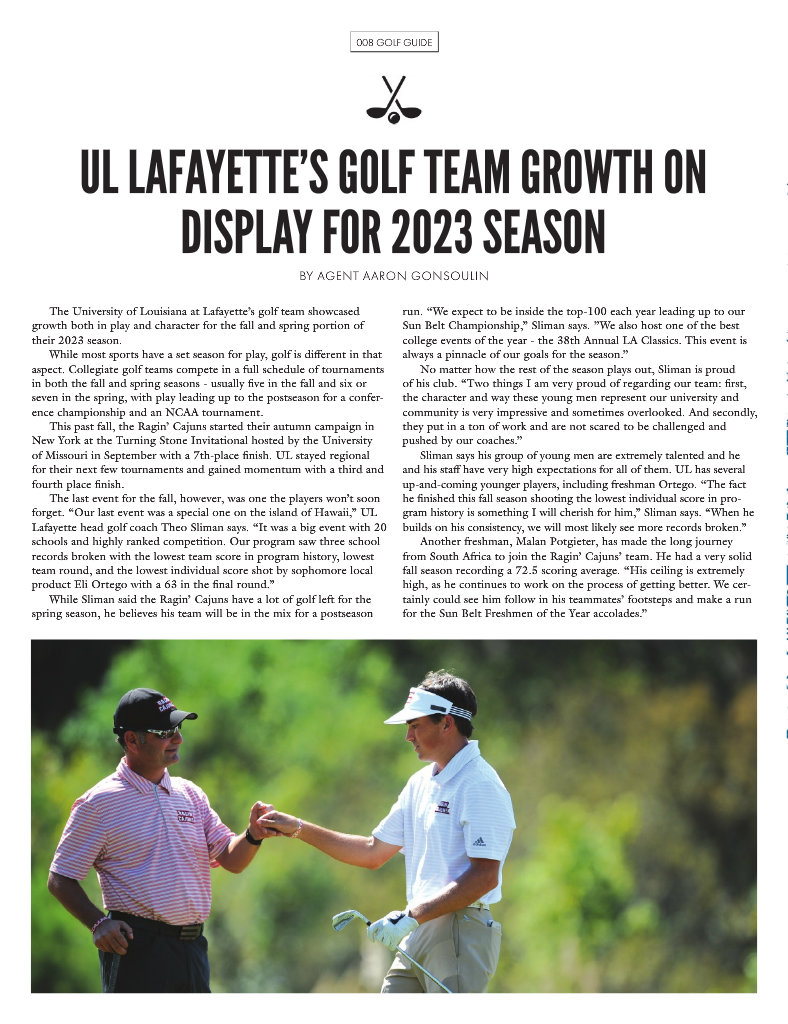 008 GOLF GUIDE
UL LAFAYETTE'S GOLF TEAM GROWTH ON
DISPLAY FOR 2023 SEASON
BY AGENT AARON GONSOULIN
The University of Louisiana at Lafayette's golf team showcased
growth both in play and character for the fall and spring portion of
their 2023 season.
While most sports have a set season for play, golf is different in that
aspect. Collegiate golf teams compete in a full schedule of tournaments
in both the fall and spring seasons - usually five in the fall and six or
seven in the spring, with play leading up to the postseason for a confer-
ence championship and an NCAA tournament.
This past fall, the Ragin' Cajuns started their autumn campaign in
New York at the Turning Stone Invitational hosted by the University
of Missouri in September with a 7th-place finish. UL stayed regional
for their next few tournaments and gained momentum with a third and
fourth place finish.
The last event for the fall, however, was one the players won't soon
forget. “Our last event was a special one on the island of Hawaii,” UL
Lafayette head golf coach Theo Sliman says. “It was a big event with 20
schools and highly ranked competition. Our program saw three school
records broken with the lowest team score in program history, lowest
team round, and the lowest individual score shot by sophomore local
product Eli Ortego with a 63 in the final round.”
While Sliman said the Ragin' Cajuns have a lot of golf left for the
spring season, he believes his team will be in the mix for a postseason
run. “We expect to be inside the top-100 each year leading up to our
Sun Belt Championship,” Sliman says. ”We also host one of the best
college events of the year - the 38th Annual LA Classics. This event is
always a pinnacle of our goals for the season.”
No matter how the rest of the season plays out, Sliman is proud
of his club. “Two things I am very proud of regarding our team: first,
the character and way these young men represent our university and
community is very impressive and sometimes overlooked. And secondly,
they put in a ton of work and are not scared to be challenged and
pushed by our coaches.”
Sliman says his group of young men are extremely talented and he
and his staff have very high expectations for all of them. UL has several
up-and-coming younger players, including freshman Ortego. “The fact
he finished this fall season shooting the lowest individual score in pro-
gram history is something I will cherish for him,” Sliman says. “When he
builds on his consistency, we will most likely see more records broken.”
Another freshman, Malan Potgieter, has made the long journey
from South Africa to join the Ragin' Cajuns' team. He had a very solid
fall season recording a 72.5 scoring average. “His ceiling is extremely
high, as he continues to work on the process of getting better. We cer-
tainly could see him follow in his teammates' footsteps and make a run
for the Sun Belt Freshmen of the Year accolades.”
RAGIN
CAJUNS
RAGIN
CAJUNS
adidas